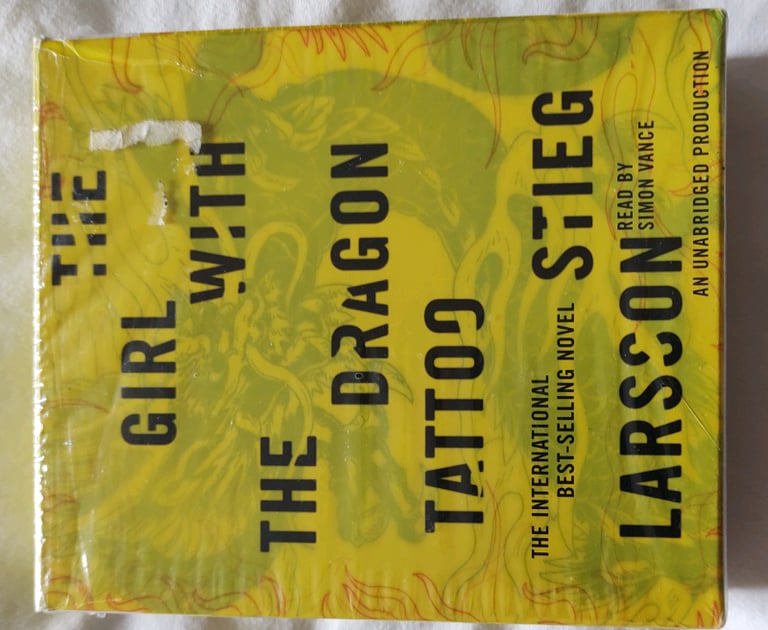 THE
GIRL WITH
THE DRAGON
TATTOO
THE INTERNATIONAL
BEST-SELLING NOVEL
STIEG
LARSSON
READ BY
SIMON VANCE
AN UNABRIDGED PRODUCTION